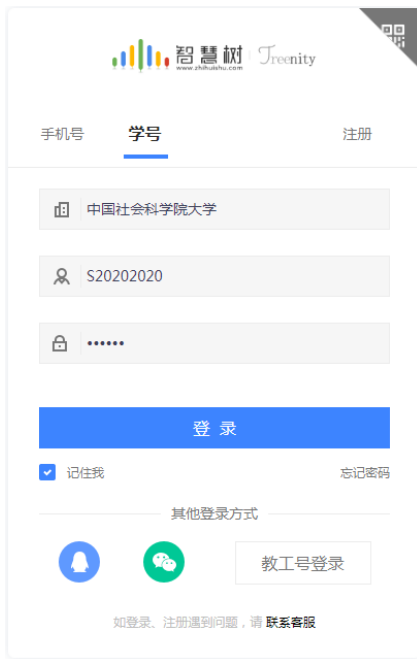 智慧树 Treenity
www.zhihuishu.com
手机号 学号 注册
中国社会科学院大学
S20202020
••••••
登 录
记住我 忘记密码
其他登录方式
教工号登录
如登录、注册遇到问题，请 联系客服